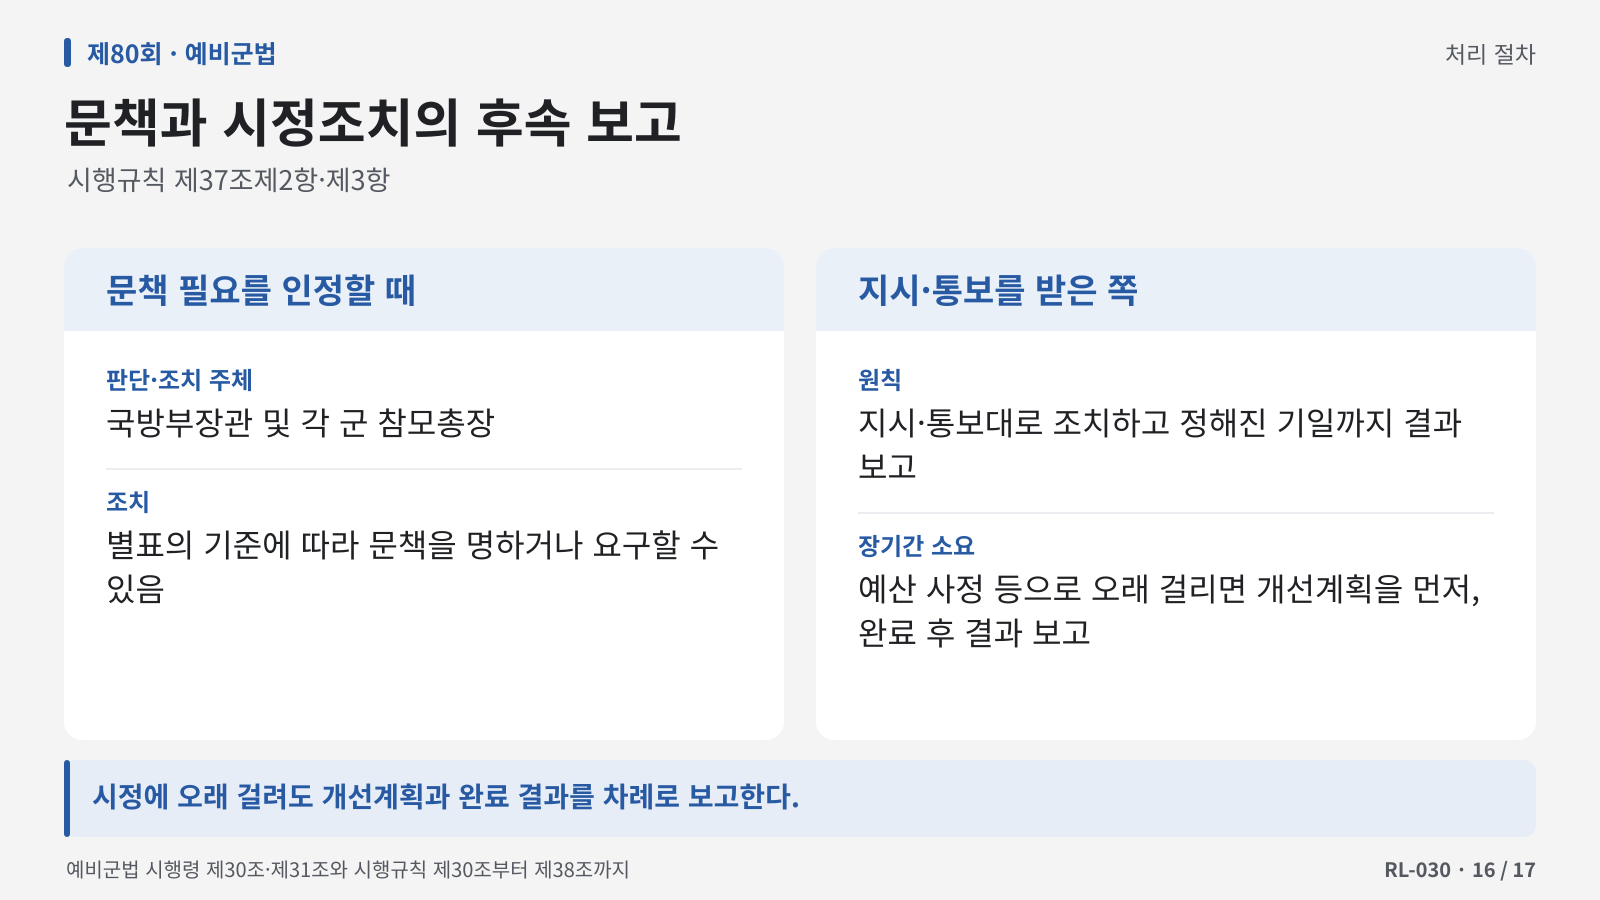 제80회 · 예비군법
처리 절차
문책과 시정조치의 후속 보고
시행규칙 제37조제2항·제3항
문책 필요를 인정할 때
판단·조치 주체
국방부장관 및 각 군 참모총장
조치
별표의 기준에 따라 문책을 명하거나 요구할 수
있음
지시·통보를 받은 쪽
원칙
지시·통보대로 조치하고 정해진 기일까지 결과
보고
장기간 소요
예산 사정 등으로 오래 걸리면 개선계획을 먼저,
완료 후 결과 보고
시정에 오래 걸려도 개선계획과 완료 결과를 차례로 보고한다.
예비군법 시행령 제30조·제31조와 시행규칙 제30조부터 제38조까지
RL-030 · 16 / 17